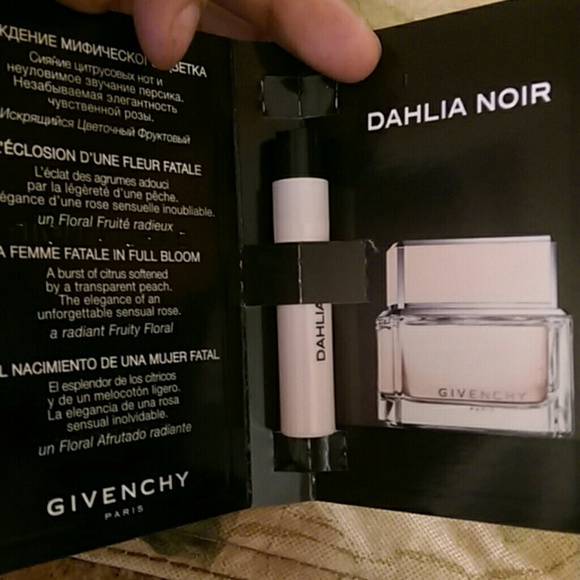 МИФИЧЕСКОГО
Сияние цитрусовых нот и
неуловимое звучание персика.
Незабываемая элегантность
чувственной розы.
Искрящийся Цветочный Фруктовый
L'ÉCLOSION D'UNE FLEUR FATALE
L'éclat des agrumes adouci
par la légèreté d'une pêche.
élégance d'une rose sensuelle inoubliable.
un Floral Fruité radieux
A FEMME FATALE IN FULL BLOOM
A burst of citrus softened
by a transparent peach.
The elegance of an
unforgettable sensual rose.
a radiant Fruity Floral
L NACIMIENTO DE UNA MUJER FATAL
El esplendor de los cítricos
y de un melocotón ligero.
La elegancia de una rosa
sensual inolvidable.
un Floral Afrutado radiante
GIVENCHY
PARIS
DAHLIA
DAHLIA NOIR
GIVENCHY
PARIS